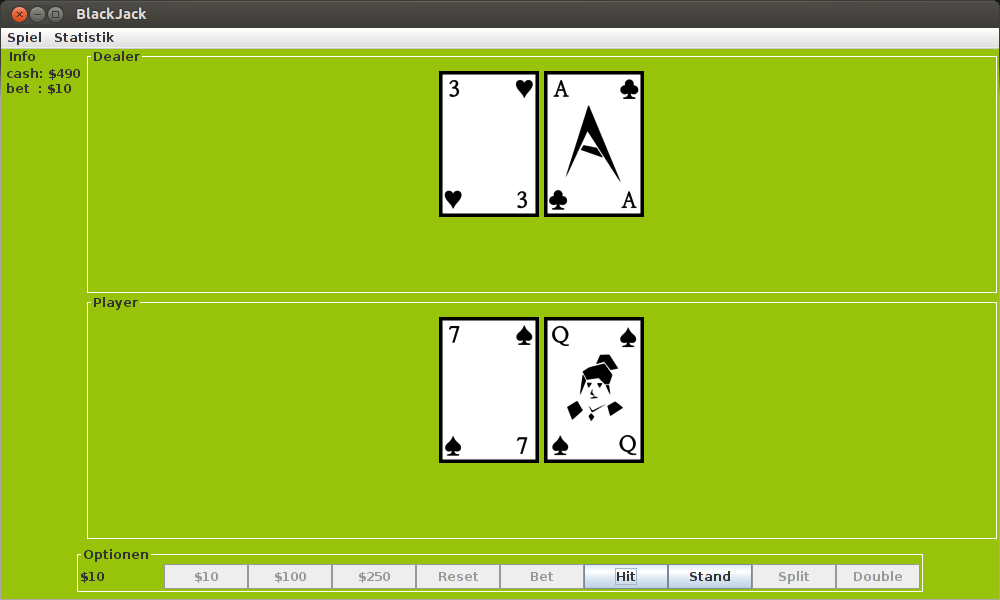 BlackJack
Spiel Statistik
Info
cash: $490
bet : $10
Dealer
3 A
3 A
Player
7 Q
7 Q
Optionen
$10 $10 $100 $250 Reset Bet Hit Stand Split Double